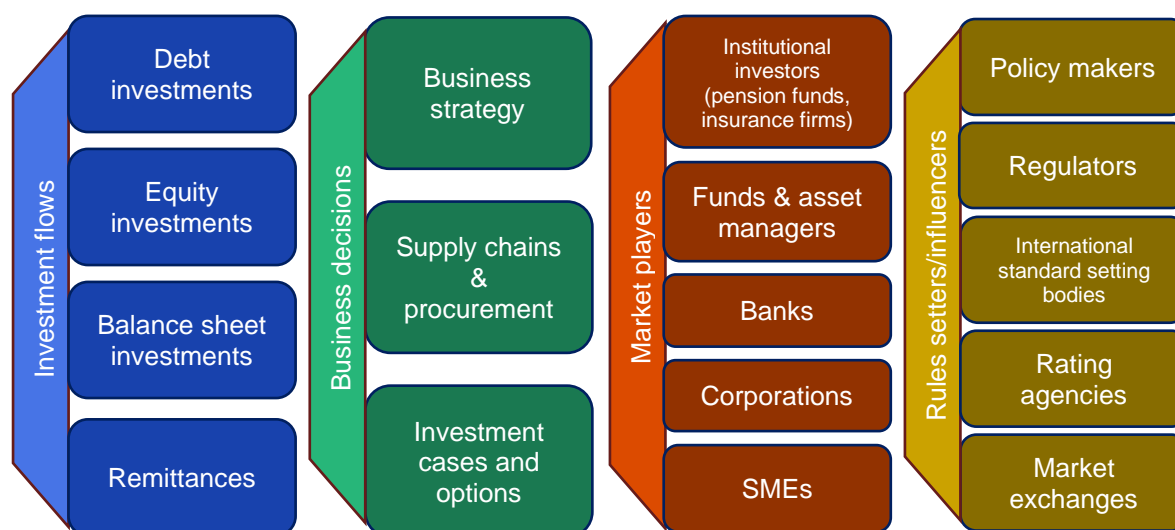 Investment flows
Debt
investments
Equity
investments
Balance sheet
investments
Remittances
Business decisions
Business
strategy
Supply chains
&
procurement
Investment
cases and
options
Market players
Institutional
investors
(pension funds,
insurance firms)
Funds & asset
managers
Banks
Corporations
SMEs
Rules setters/influencers
Policy makers
Regulators
International
standard setting
bodies
Rating
agencies
Market
exchanges